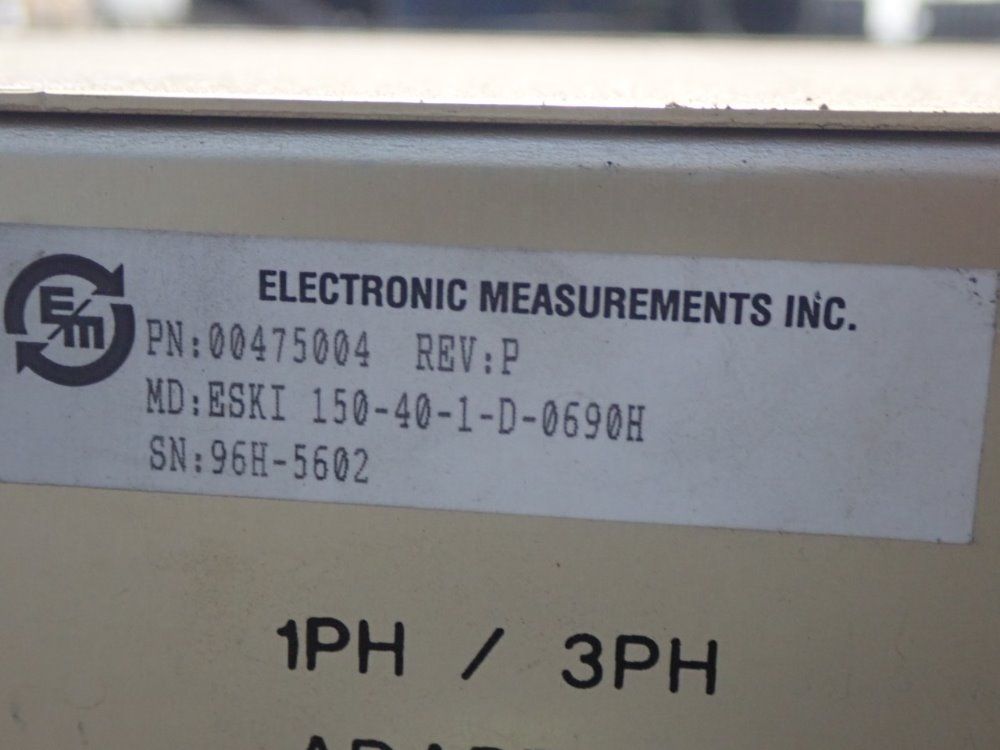 ELECTRONIC MEASUREMENTS INC.
E/m
PN:00475004 REV:P
MD:ESKI 150-40-1-D-0690H
SN:96H-5602
1PH / 3PH